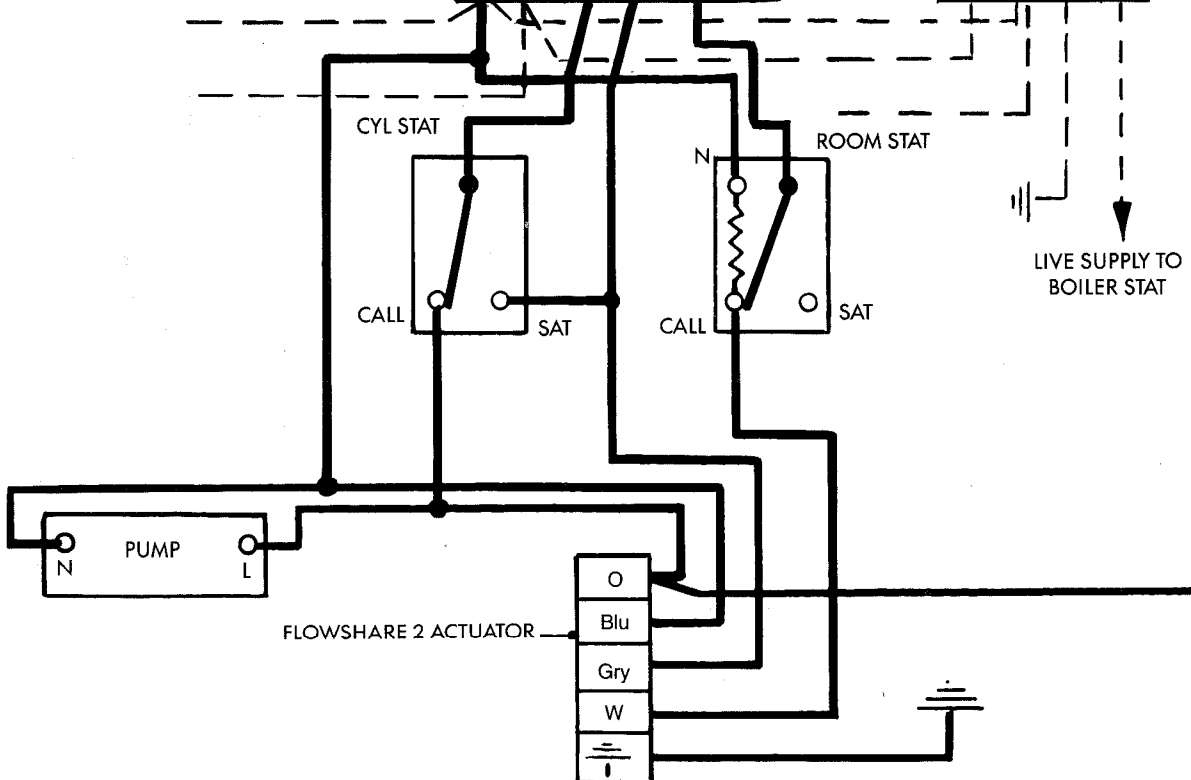 CYL STAT
ROOM STAT
N
LIVE SUPPLY TO
BOILER STAT
CALL
SAT
CALL
SAT
PUMP
N
L
O
Blu
FLOWSHARE 2 ACTUATOR
Gry
W